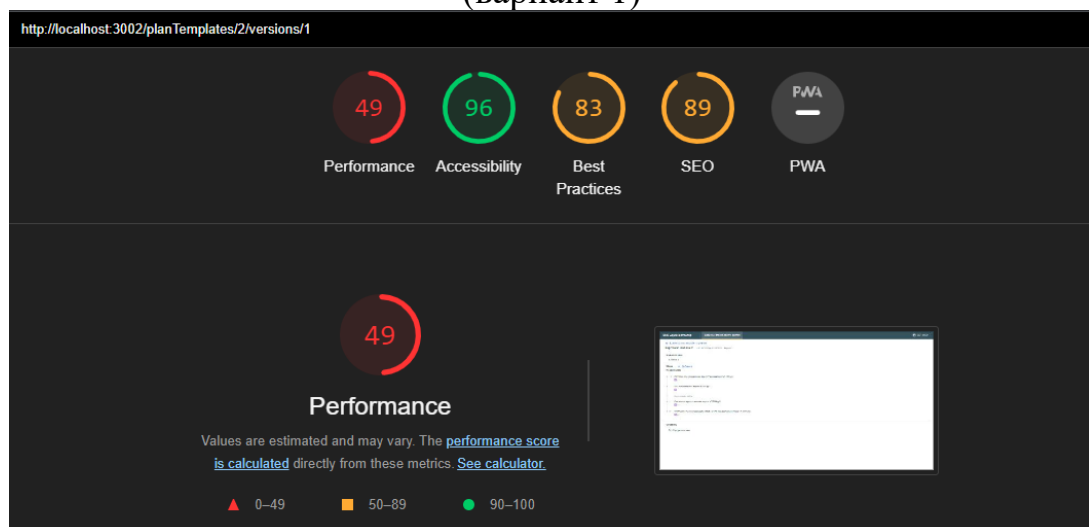 (вариант 1)
http://localhost:3002/planTemplates/2/versions/1
49
96
83
89
PWA
Performance
Accessibility
Best
Practices
SEO
PWA
49
Performance
Values are estimated and may vary. The performance score
is calculated directly from these metrics. See calculator.
0–49
50–89
90–100